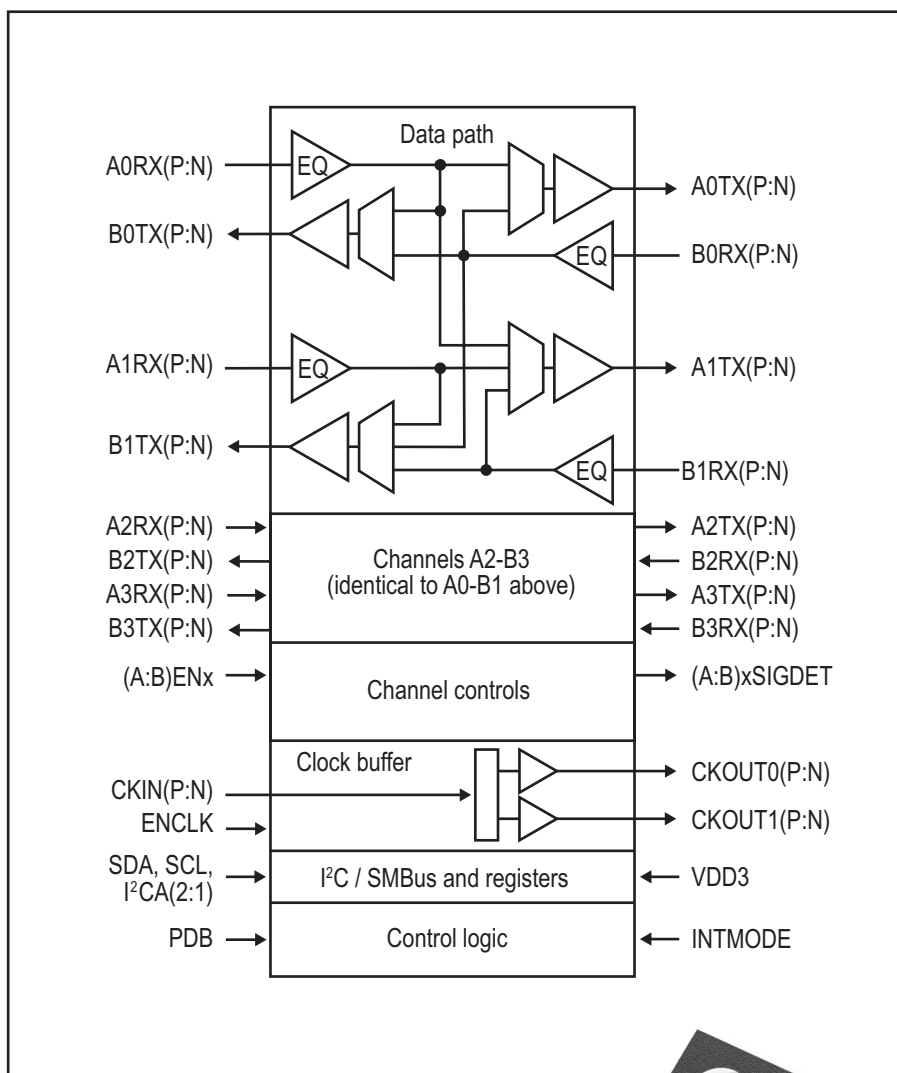 Data path
A0RX(P:N)
EQ
A0TX(P:N)
B0TX(P:N)
EQ
B0RX(P:N)
A1RX(P:N)
EQ
A1TX(P:N)
B1TX(P:N)
EQ
B1RX(P:N)
A2RX(P:N)
A2TX(P:N)
B2TX(P:N)
Channels A2-B3
(identical to A0-B1 above)
B2RX(P:N)
A3RX(P:N)
A3TX(P:N)
B3TX(P:N)
B3RX(P:N)
(A:B)ENx
Channel controls
(A:B)xSIGDET
Clock buffer
CKIN(P:N)
CKOUT0(P:N)
ENCLK
CKOUT1(P:N)
SDA, SCL,
I²CA(2:1)
I²C / SMBus and registers
VDD3
PDB
Control logic
INTMODE